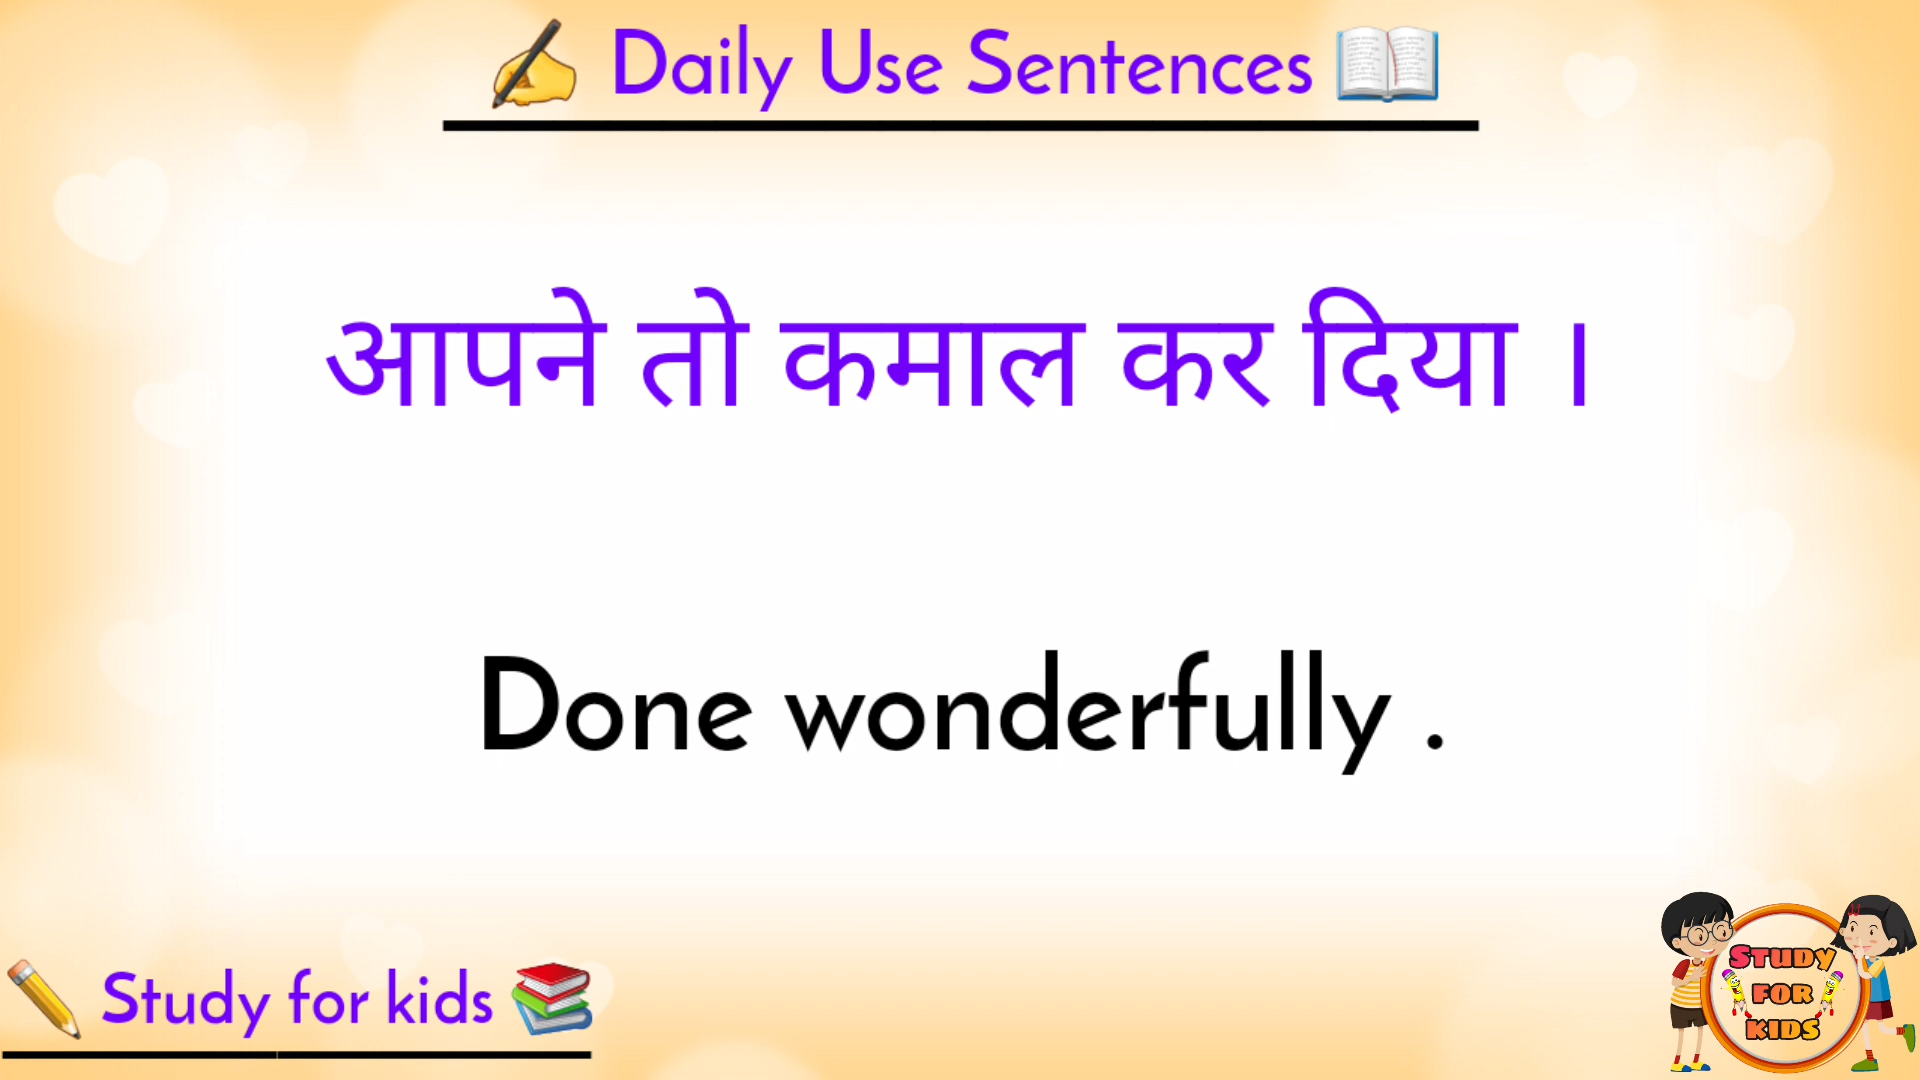 ✍️ Daily Use Sentences 📖
आपने तो कमाल कर दिया ।
Done wonderfully .
✏️ Study for kids 📚
STUDY
FOR
KIDS